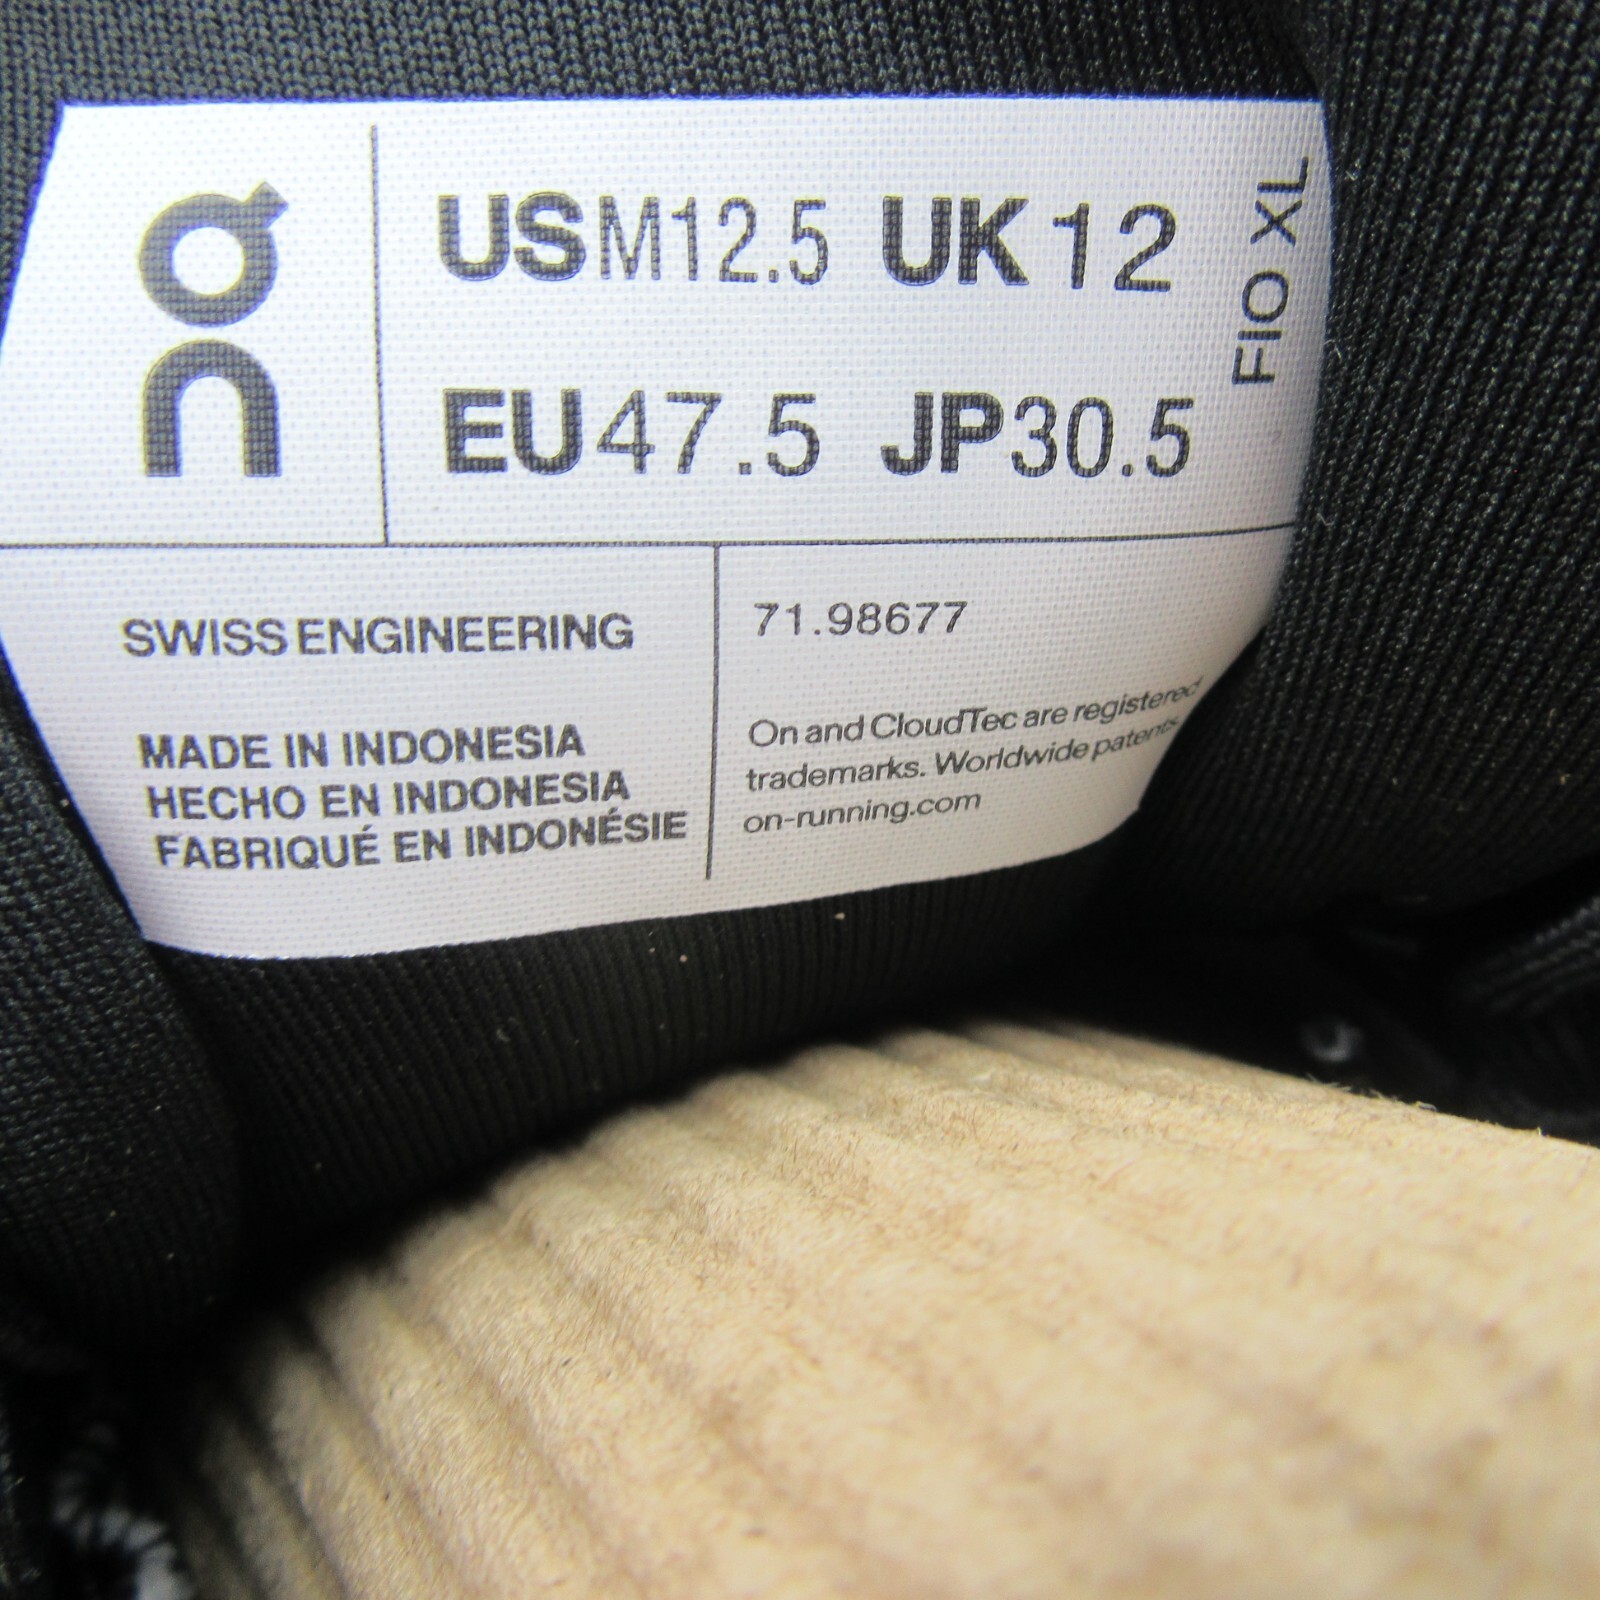 On
USM12.5 UK12
EU47.5 JP30.5
FIO XL
SWISS ENGINEERING
MADE IN INDONESIA
HECHO EN INDONESIA
FABRIQUÉ EN INDONÉSIE
71.98677
On and CloudTec are registered
trademarks. Worldwide patents.
on-running.com